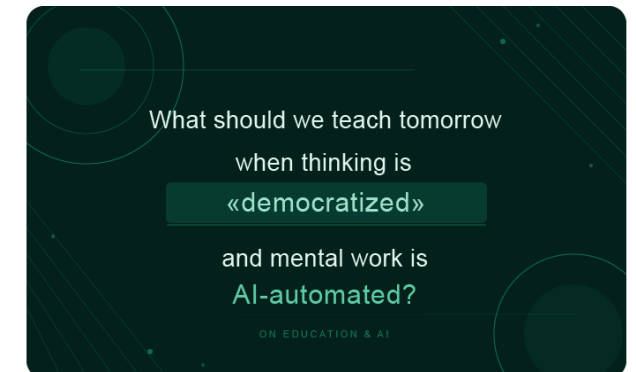 What should we teach tomorrow
when thinking is
«democratized»
and mental work is
AI-automated?
ON EDUCATION & AI